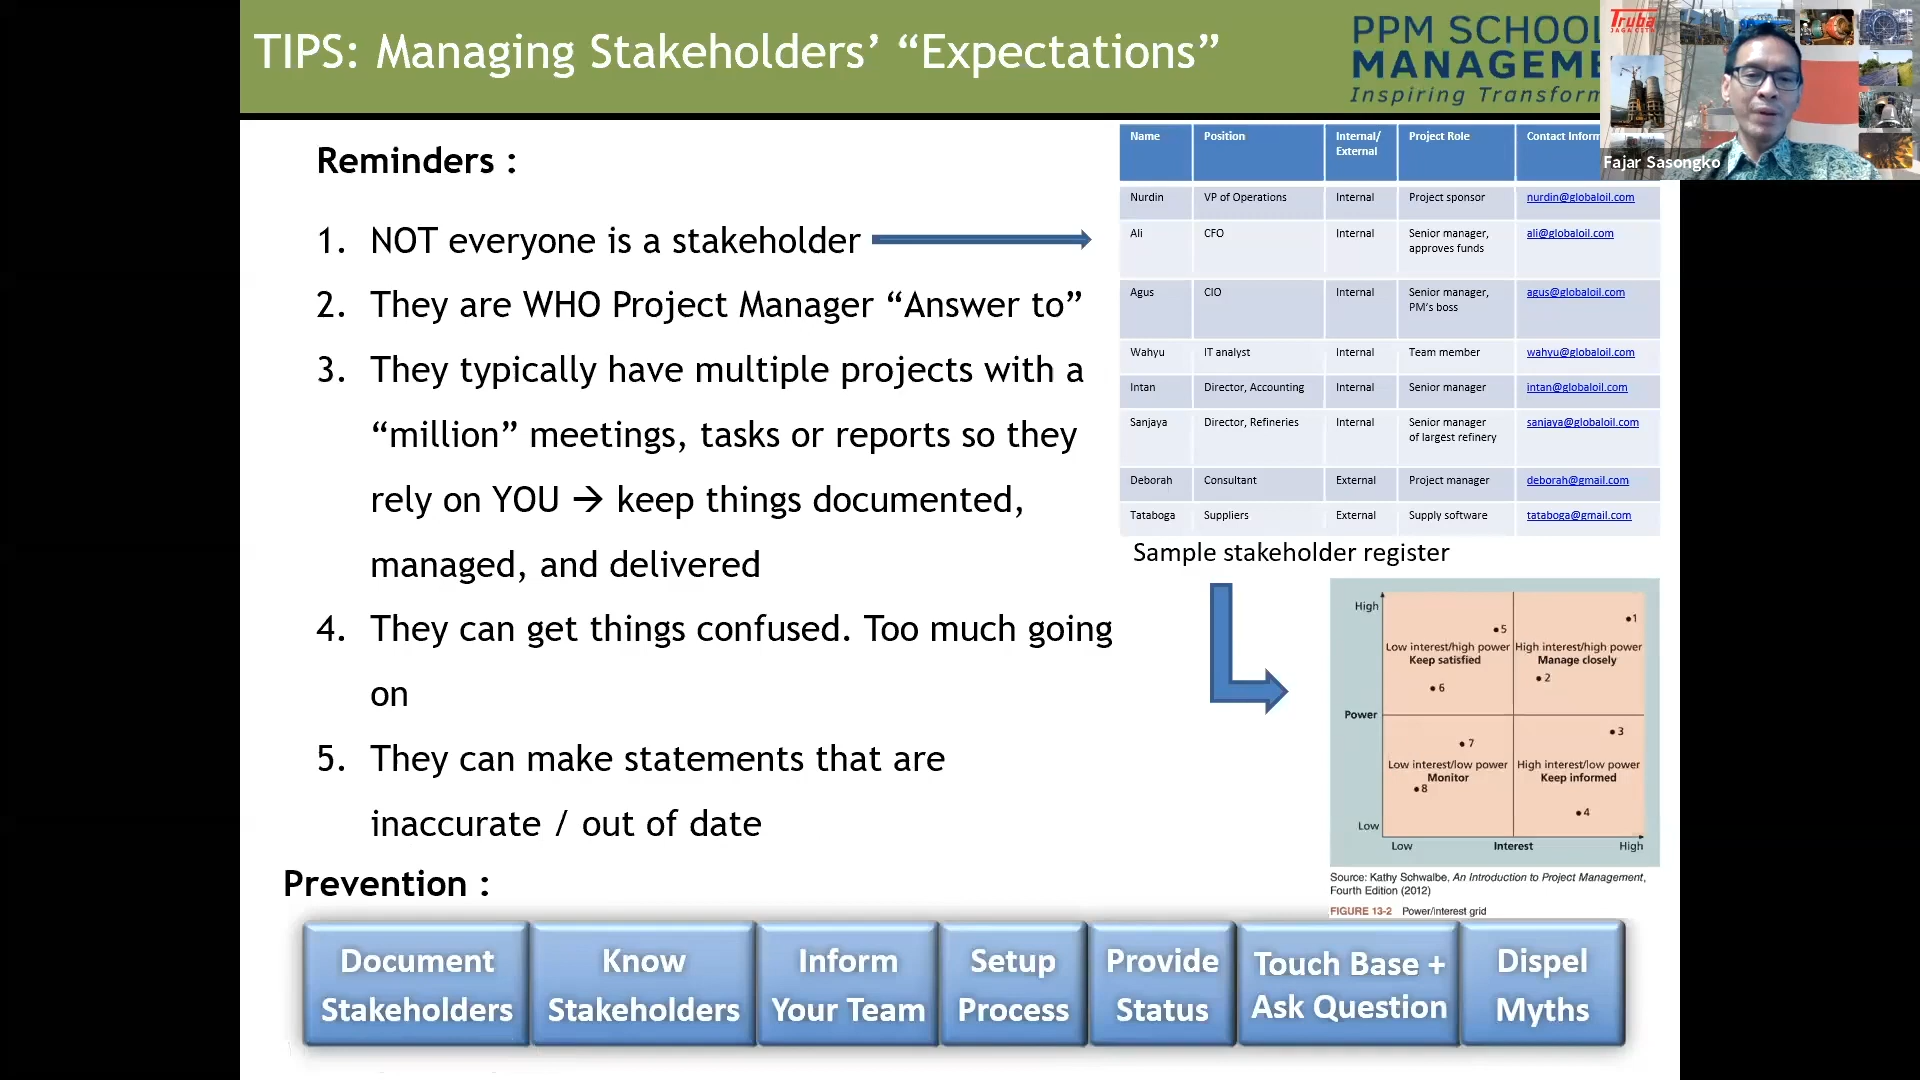 TIPS: Managing Stakeholders’ “Expectations”
PPM SCHOOL
MANAGEME
Inspiring Transform
Truba
JAGA CITA
Fajar Sasongko
Reminders :
1. NOT everyone is a stakeholder
2. They are WHO Project Manager “Answer to”
3. They typically have multiple projects with a
“million” meetings, tasks or reports so they
rely on YOU → keep things documented,
managed, and delivered
4. They can get things confused. Too much going
on
5. They can make statements that are
inaccurate / out of date
Name Position Internal/ Project Role Contact Inform
External
Nurdin VP of Operations Internal Project sponsor nurdin@globaloil.com
Ali CFO Internal Senior manager, ali@globaloil.com
approves funds
Agus CIO Internal Senior manager, agus@globaloil.com
PM’s boss
Wahyu IT analyst Internal Team member wahyu@globaloil.com
Intan Director, Accounting Internal Senior manager intan@globaloil.com
Sanjaya Director, Refineries Internal Senior manager sanjaya@globaloil.com
of largest refinery
Deborah Consultant External Project manager deborah@gmail.com
Tataboga Suppliers External Supply software tataboga@gmail.com
Sample stakeholder register
High
•5 •1
Low interest/high power High interest/high power
Keep satisfied Manage closely
•6 •2
Power
•7 •3
Low interest/low power High interest/low power
Monitor Keep informed
•8 •4
Low
Low Interest High
Source: Kathy Schwalbe, An Introduction to Project Management,
Fourth Edition (2012)
FIGURE 13-2 Power/interest grid
Prevention :
Document
Stakeholders
Know
Stakeholders
Inform
Your Team
Setup
Process
Provide
Status
Touch Base +
Ask Question
Dispel
Myths